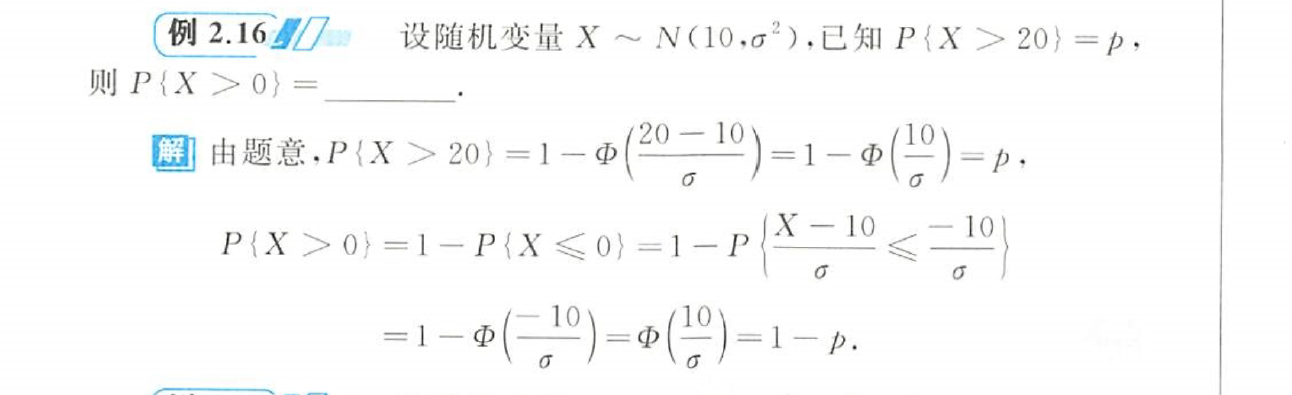 例 2.16 设随机变量 X ～ N(10,σ²),已知 P{X > 20} = p,
则 P{X > 0} = ________.
解 由题意,P{X > 20} = 1 − Φ((20 − 10)/σ) = 1 − Φ(10/σ) = p,
P{X > 0} = 1 − P{X ⩽ 0} = 1 − P{(X − 10)/σ ⩽ (− 10)/σ}
= 1 − Φ((− 10)/σ) = Φ(10/σ) = 1 − p.